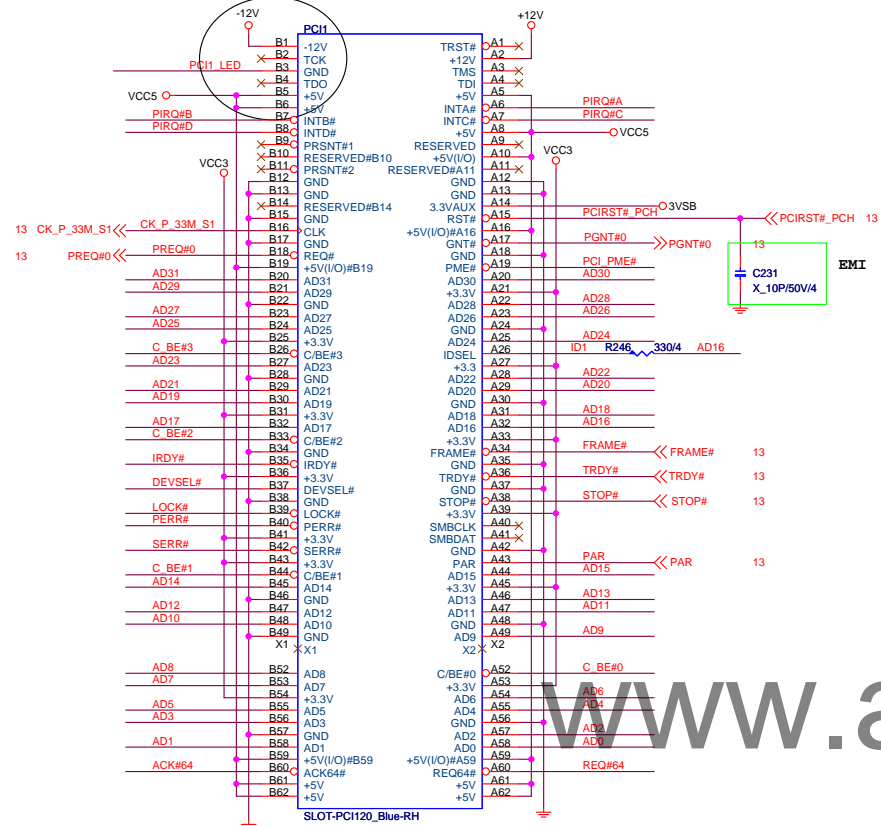 -12V +12V
PCI1
B1 -12V TRST# A1
B2 TCK +12V A2
PCI1_LED B3 GND TMS A3
B4 TDO TDI A4
VCC5 B5 +5V +5V A5
B6 +5V INTA# A6 PIRQ#A
PIRQ#B B7 INTB# INTC# A7 PIRQ#C
PIRQ#D B8 INTD# +5V A8 VCC5
B9 PRSNT#1 RESERVED A9
B10 RESERVED#B10 +5V(I/O) A10 VCC3
VCC3 B11 PRSNT#2 RESERVED#A11 A11
B12 GND GND A12
B13 GND GND A13
B14 RESERVED#B14 3.3VAUX A14 3VSB
B15 GND RST# A15 PCIRST#_PCH PCIRST#_PCH 13
13 CK_P_33M_S1 CK_P_33M_S1 B16 CLK +5V(I/O)#A16 A16
B17 GND GNT# A17 PGNT#0 PGNT#0 13
13 PREQ#0 PREQ#0 B18 REQ# GND A18
B19 +5V(I/O)#B19 PME# A19 PCI_PME# EMI
AD31 B20 AD31 AD30 A20 AD30 C231
AD29 B21 AD29 +3.3V A21 X_10P/50V/4
B22 GND AD28 A22 AD28
AD27 B23 AD27 AD26 A23 AD26
AD25 B24 AD25 GND A24
B25 +3.3V AD24 A25 AD24
C_BE#3 B26 C/BE#3 IDSEL A26 ID1 R246 330/4 AD16
AD23 B27 AD23 +3.3 A27
B28 GND AD22 A28 AD22
AD21 B29 AD21 AD20 A29 AD20
AD19 B30 AD19 GND A30
B31 +3.3V AD18 A31 AD18
AD17 B32 AD17 AD16 A32 AD16
C_BE#2 B33 C/BE#2 +3.3V A33
B34 GND FRAME# A34 FRAME# FRAME# 13
IRDY# B35 IRDY# GND A35
B36 +3.3V TRDY# A36 TRDY# TRDY# 13
DEVSEL# B37 DEVSEL# GND A37
B38 GND STOP# A38 STOP# STOP# 13
LOCK# B39 LOCK# +3.3V A39
PERR# B40 PERR# SMBCLK A40
B41 +3.3V SMBDAT A41
SERR# B42 SERR# GND A42
B43 +3.3V PAR A43 PAR PAR 13
C_BE#1 B44 C/BE#1 AD15 A44 AD15
AD14 B45 AD14 +3.3V A45
B46 GND AD13 A46 AD13
AD12 B47 AD12 AD11 A47 AD11
AD10 B48 AD10 GND A48
B49 GND AD9 A49 AD9
X1 X1 X2 X2
AD8 B52 AD8 C/BE#0 A52 C_BE#0
AD7 B53 AD7 +3.3V A53
B54 +3.3V AD6 A54 AD6
AD5 B55 AD5 AD4 A55 AD4
AD3 B56 AD3 GND A56
B57 GND AD2 A57 AD2
AD1 B58 AD1 AD0 A58 AD0
B59 +5V(I/O)#B59 +5V(I/O)#A59 A59
ACK#64 B60 ACK64# REQ64# A60 REQ#64
B61 +5V +5V A61
B62 +5V +5V A62
SLOT-PCI120_Blue-RH
www.a